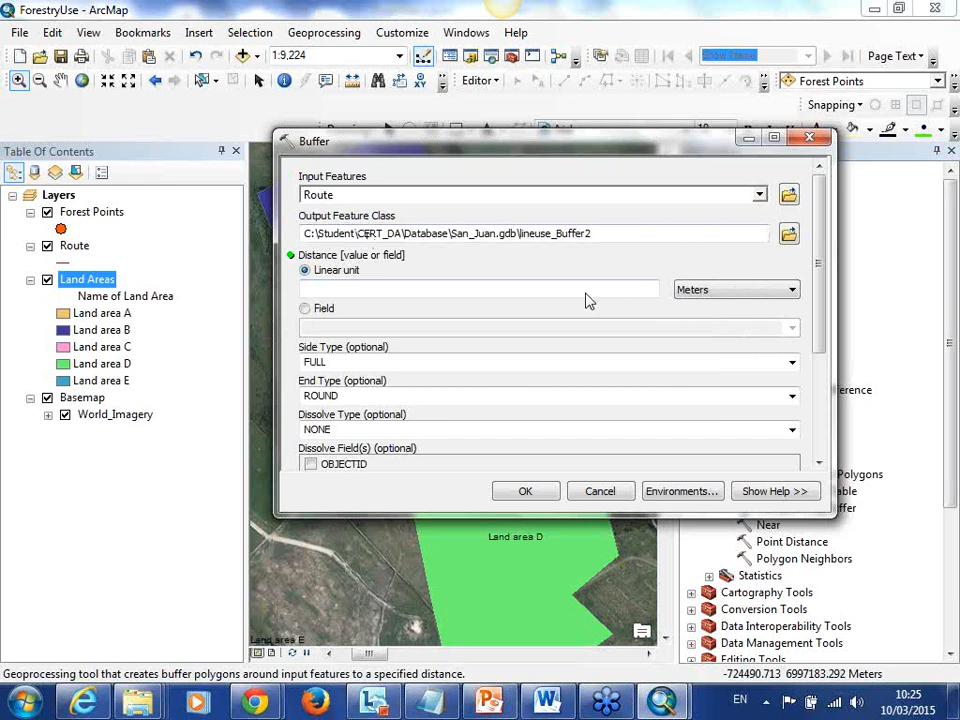 ForestryUse - ArcMap
File Edit View Bookmarks Insert Selection Geoprocessing Customize Windows Help
1:9,224
Page Text
Editor
Forest Points
Snapping
Table Of Contents
Layers
Forest Points
Route
Land Areas
Name of Land Area
Land area A
Land area B
Land area C
Land area D
Land area E
Basemap
World_Imagery
Buffer
Input Features
Route
Output Feature Class
C:\Student\CERT_DA\Database\San_Juan.gdb\lineuse_Buffer2
Distance [value or field]
Linear unit
Meters
Field
Side Type (optional)
FULL
End Type (optional)
ROUND
Dissolve Type (optional)
NONE
Dissolve Field(s) (optional)
OBJECTID
OK Cancel Environments... Show Help >>
Land area D
Land area E
Near
Point Distance
Polygon Neighbors
Statistics
Cartography Tools
Conversion Tools
Data Interoperability Tools
Data Management Tools
Editing Tools
Geoprocessing tool that creates buffer polygons around input features to a specified distance.
-724490.713 6997183.292 Meters
EN
10:25
10/03/2015